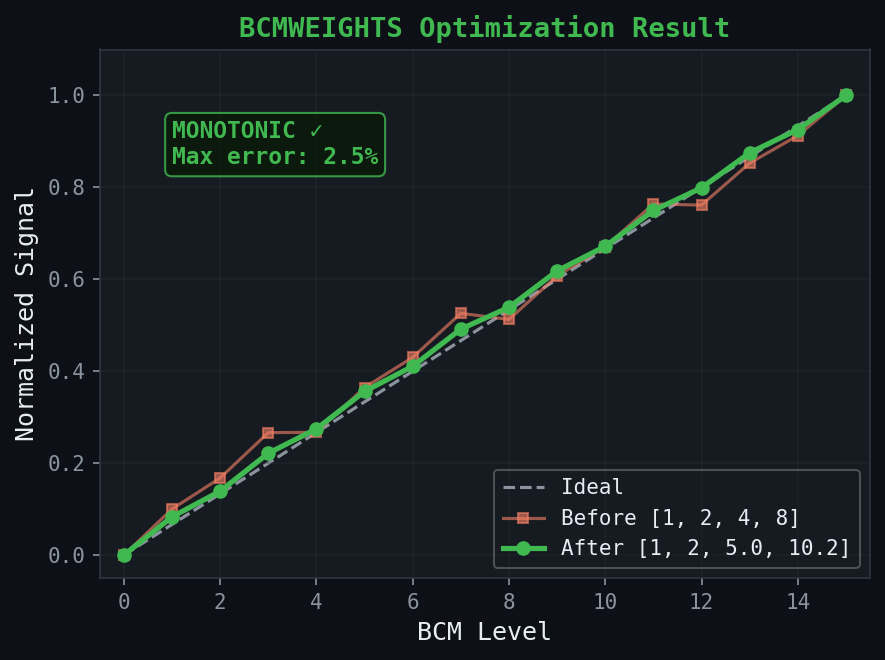 BCMWEIGHTS Optimization Result
MONOTONIC ✓
Max error: 2.5%
Normalized Signal
1.0
0.8
0.6
0.4
0.2
0.0
0 2 4 6 8 10 12 14
BCM Level
Ideal
Before [1, 2, 4, 8]
After [1, 2, 5.0, 10.2]